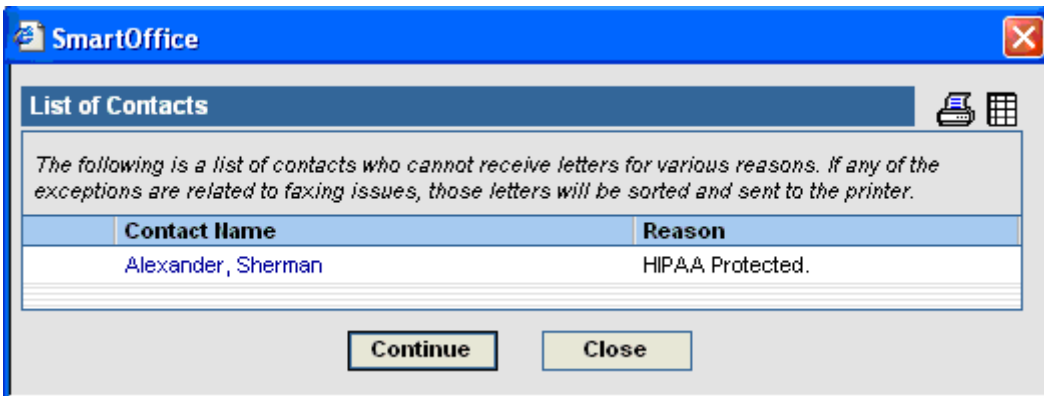 SmartOffice
List of Contacts
The following is a list of contacts who cannot receive letters for various reasons. If any of the
exceptions are related to faxing issues, those letters will be sorted and sent to the printer.
Contact Name Reason
Alexander, Sherman HIPAA Protected.
Continue Close